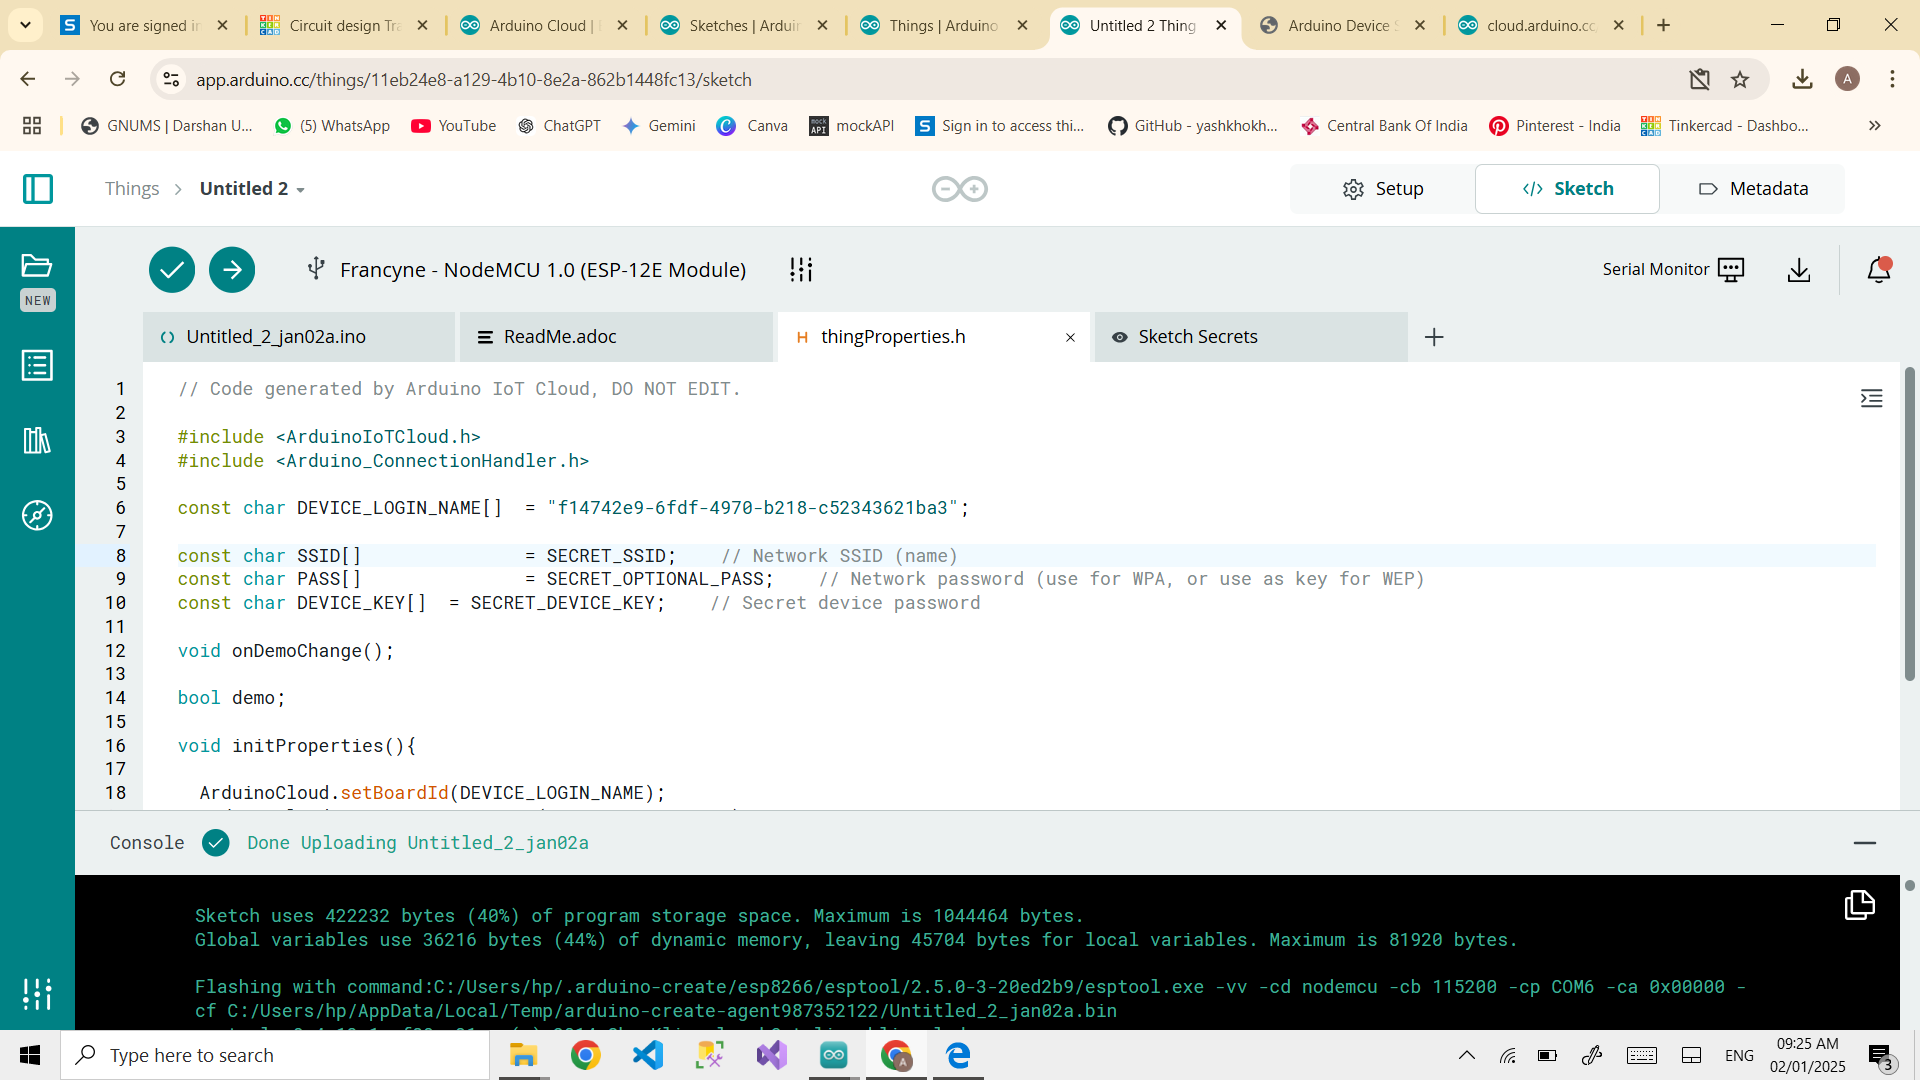 You are signed in
Circuit design Tra
Arduino Cloud |
Sketches | Arduin
Things | Arduino
Untitled 2 Thing
Arduino Device S
cloud.arduino.cc
app.arduino.cc/things/11eb24e8-a129-4b10-8e2a-862b1448fc13/sketch
A
GNUMS | Darshan U...
(5) WhatsApp
YouTube
ChatGPT
Gemini
Canva
mockAPI
Sign in to access thi...
GitHub - yashkhokh...
Central Bank Of India
Pinterest - India
Tinkercad - Dashbo...
Things > Untitled 2
Setup
</> Sketch
Metadata
NEW
Francyne - NodeMCU 1.0 (ESP-12E Module)
Serial Monitor
Untitled_2_jan02a.ino
ReadMe.adoc
H thingProperties.h
Sketch Secrets
1 // Code generated by Arduino IoT Cloud, DO NOT EDIT.
2
3 #include <ArduinoIoTCloud.h>
4 #include <Arduino_ConnectionHandler.h>
5
6 const char DEVICE_LOGIN_NAME[]  = "f14742e9-6fdf-4970-b218-c52343621ba3";
7
8 const char SSID[]               = SECRET_SSID;    // Network SSID (name)
9 const char PASS[]               = SECRET_OPTIONAL_PASS;    // Network password (use for WPA, or use as key for WEP)
10 const char DEVICE_KEY[]  = SECRET_DEVICE_KEY;    // Secret device password
11
12 void onDemoChange();
13
14 bool demo;
15
16 void initProperties(){
17
18   ArduinoCloud.setBoardId(DEVICE_LOGIN_NAME);
Console
Done Uploading Untitled_2_jan02a
Sketch uses 422232 bytes (40%) of program storage space. Maximum is 1044464 bytes.
Global variables use 36216 bytes (44%) of dynamic memory, leaving 45704 bytes for local variables. Maximum is 81920 bytes.
Flashing with command:C:/Users/hp/.arduino-create/esp8266/esptool/2.5.0-3-20ed2b9/esptool.exe -vv -cd nodemcu -cb 115200 -cp COM6 -ca 0x00000 -
cf C:/Users/hp/AppData/Local/Temp/arduino-create-agent987352122/Untitled_2_jan02a.bin
Type here to search
A
ENG
09:25 AM
02/01/2025
3